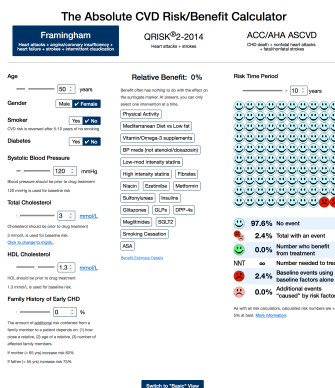 The Absolute CVD Risk/Benefit Calculator
Framingham
Heart attacks + angina/coronary insufficiency +
heart failure + strokes + intermittent claudication
QRISK®2-2014
Heart attacks + strokes
ACC/AHA ASCVD
CHD death + nonfatal heart attacks
+ fatal/nonfatal strokes
Age
50 years
Gender
Male ✔ Female
Smoker
Yes ✔ No
CVD risk is reversed after 5-10 years of no smoking
Diabetes
Yes ✔ No
Systolic Blood Pressure
120 mmHg
Blood pressure should be prior to drug treatment
120 mmHg is used for baseline risk
Total Cholesterol
3 mmol/L
Cholesterol should be prior to drug treatment
3 mmol/L is used for baseline risk.
Click to change to mg/dL
HDL Cholesterol
1.3 mmol/L
HDL should be prior to drug treatment
1.3 mmol/L is used for baseline risk.
Family History of Early CHD
0 %
The amount of additional risk conferred from a
family member to a patient depends on: (1) how
close a relative, (2) age of a relative, (3) number of
affected family members.
If mother (< 65 yrs) increase risk 60%
If father (< 55 yrs) increase risk 75%
Relative Benefit: 0%
Benefit often has nothing to do with the effect on
the surrogate marker. At present, you can only
select one intervention at a time.
Physical Activity
Mediterranean Diet vs Low fat
Vitamin/Omega-3 supplements
BP meds (not atenolol/doxazosin)
Low-mod intensity statins
High intensity statins Fibrates
Niacin Ezetimibe Metformin
Sulfonylureas Insulins
Glitazones GLPs DPP-4s
Meglitinides SGLT2
Smoking Cessation
ASA
Benefit Estimate Details
Risk Time Period
10 years
97.6% No event
2.4% Total with an event
0.0% Number who benefit
from treatment
NNT ∞ Number needed to trea
2.4% Baseline events using
baseline factors alone
0.0% Additional events
"caused" by risk facto
As with all risk calculators, calculated risk numbers are +
5% at best. More information.
Switch to "Basic" View